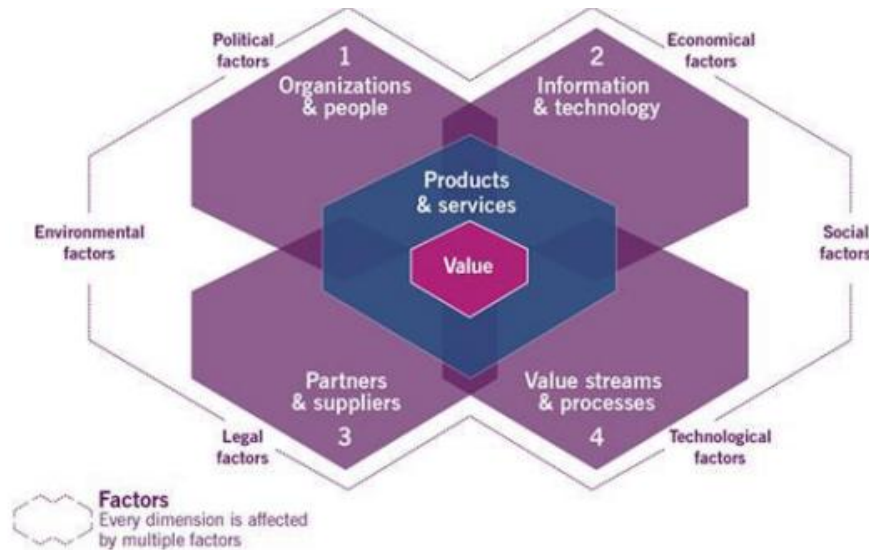 Political
factors
1
Organizations
& people
2
Information
& technology
Economical
factors
Products
& services
Value
Environmental
factors
Social
factors
Partners
& suppliers
3
Value streams
& processes
4
Legal
factors
Technological
factors
Factors
Every dimension is affected
by multiple factors